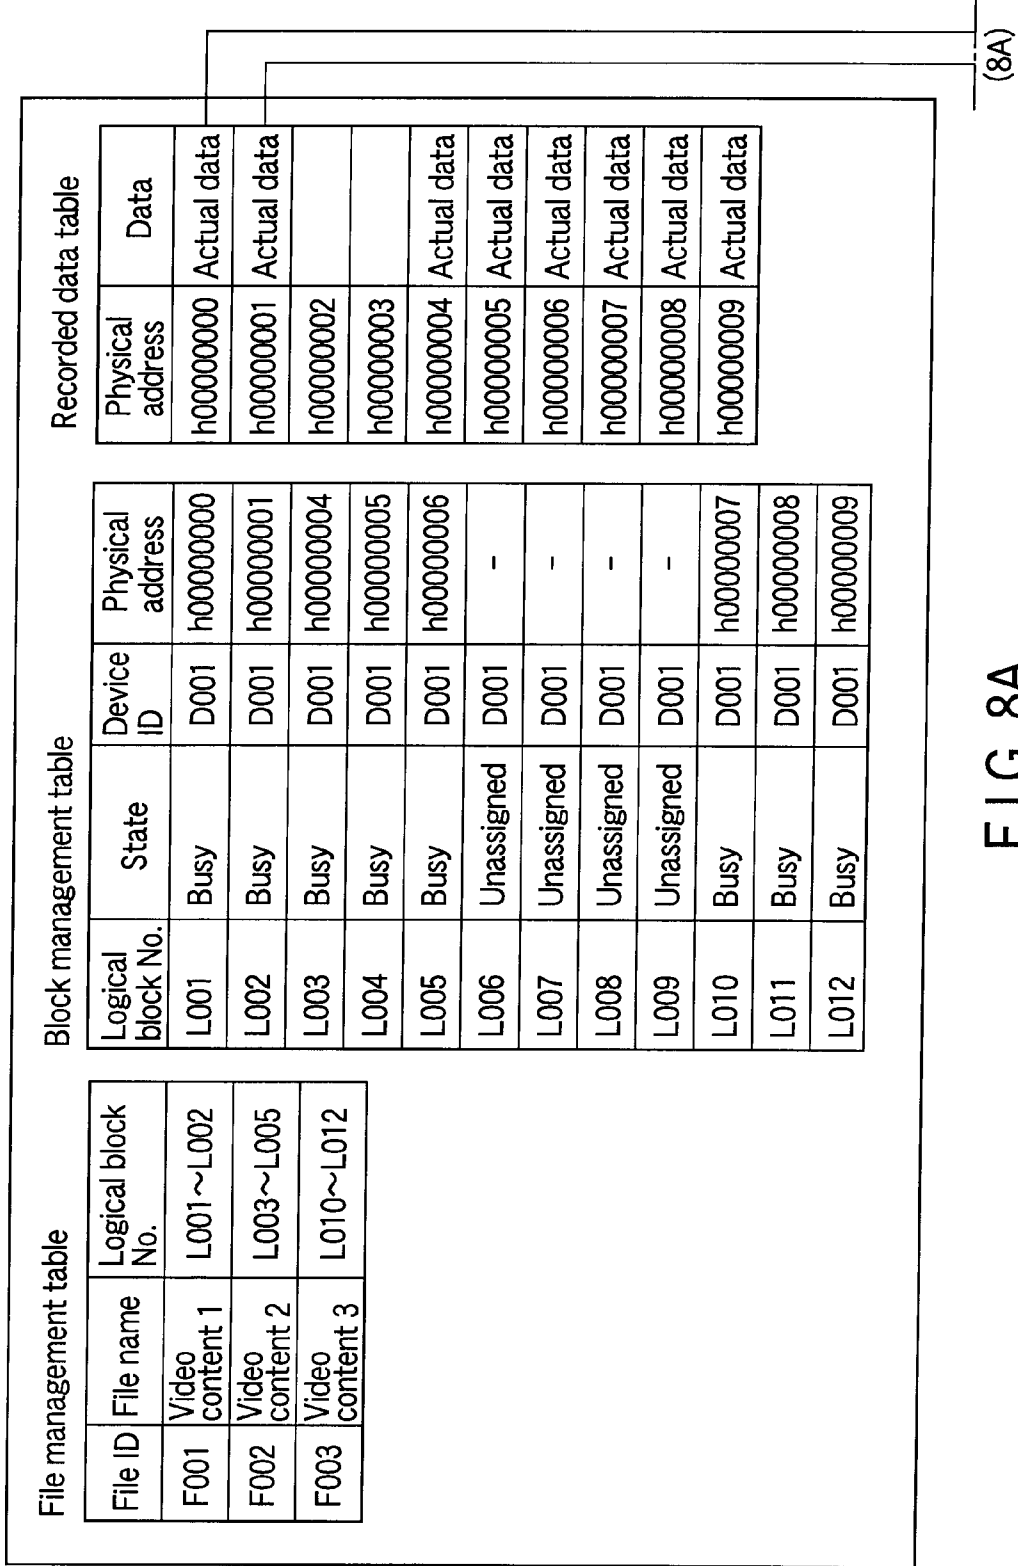 File management table
File ID File name Logical block No.
F001 Video content 1 L001~L002
F002 Video content 2 L003~L005
F003 Video content 3 L010~L012
Block management table
Logical block No. State Device ID Physical address
L001 Busy D001 h00000000
L002 Busy D001 h00000001
L003 Busy D001 h00000004
L004 Busy D001 h00000005
L005 Busy D001 h00000006
L006 Unassigned D001 -
L007 Unassigned D001 -
L008 Unassigned D001 -
L009 Unassigned D001 -
L010 Busy D001 h00000007
L011 Busy D001 h00000008
L012 Busy D001 h00000009
Recorded data table
Physical address Data
h00000000 Actual data
h00000001 Actual data
h00000002
h00000003
h00000004 Actual data
h00000005 Actual data
h00000006 Actual data
h00000007 Actual data
h00000008 Actual data
h00000009 Actual data
(8A)
FIG. 8A